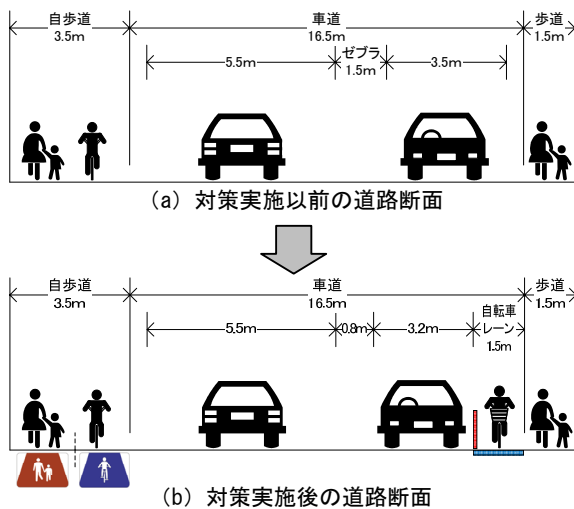 自歩道 車道 歩道
3.5m 16.5m 1.5m
5.5m ゼブラ 1.5m 3.5m
(a) 対策実施以前の道路断面
自歩道 車道 歩道
3.5m 16.5m 1.5m
5.5m 0.8m 3.2m 自転車レーン 1.5m
(b) 対策実施後の道路断面